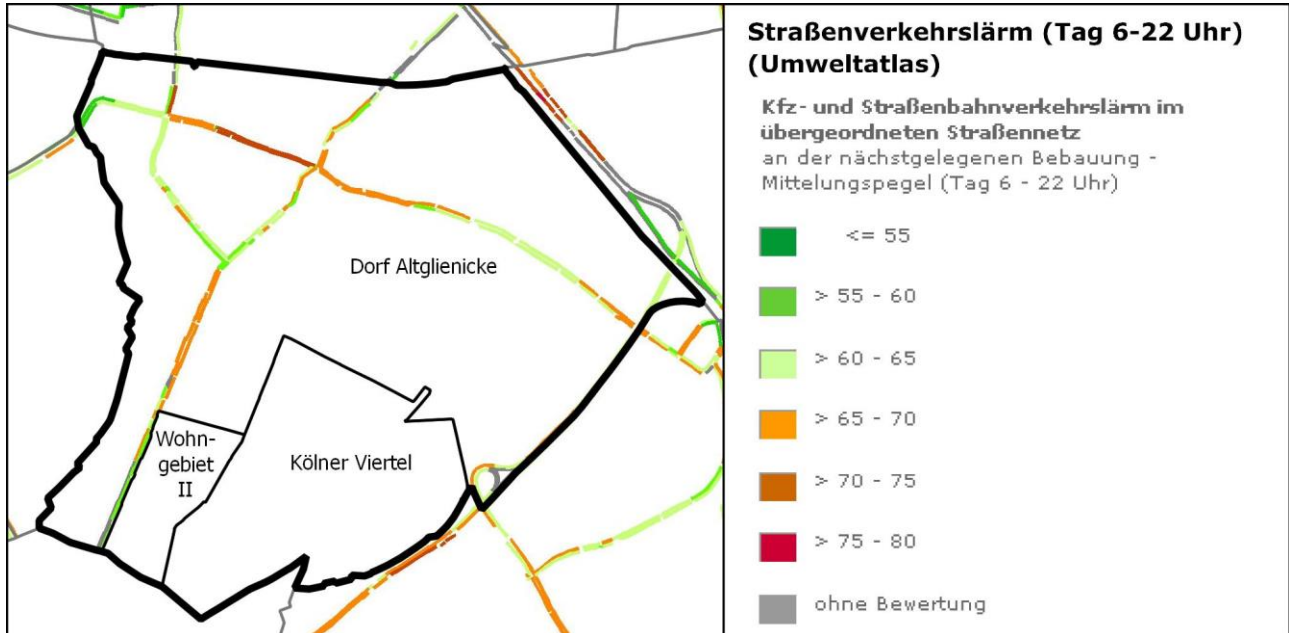 Dorf Altglienicke
Wohn-
gebiet
II
Kölner Viertel
Straßenverkehrslärm (Tag 6-22 Uhr)
(Umweltatlas)
Kfz- und Straßenbahnverkehrslärm im
übergeordneten Straßennetz
an der nächstgelegenen Bebauung -
Mittelungspegel (Tag 6 - 22 Uhr)
<= 55
> 55 - 60
> 60 - 65
> 65 - 70
> 70 - 75
> 75 - 80
ohne Bewertung